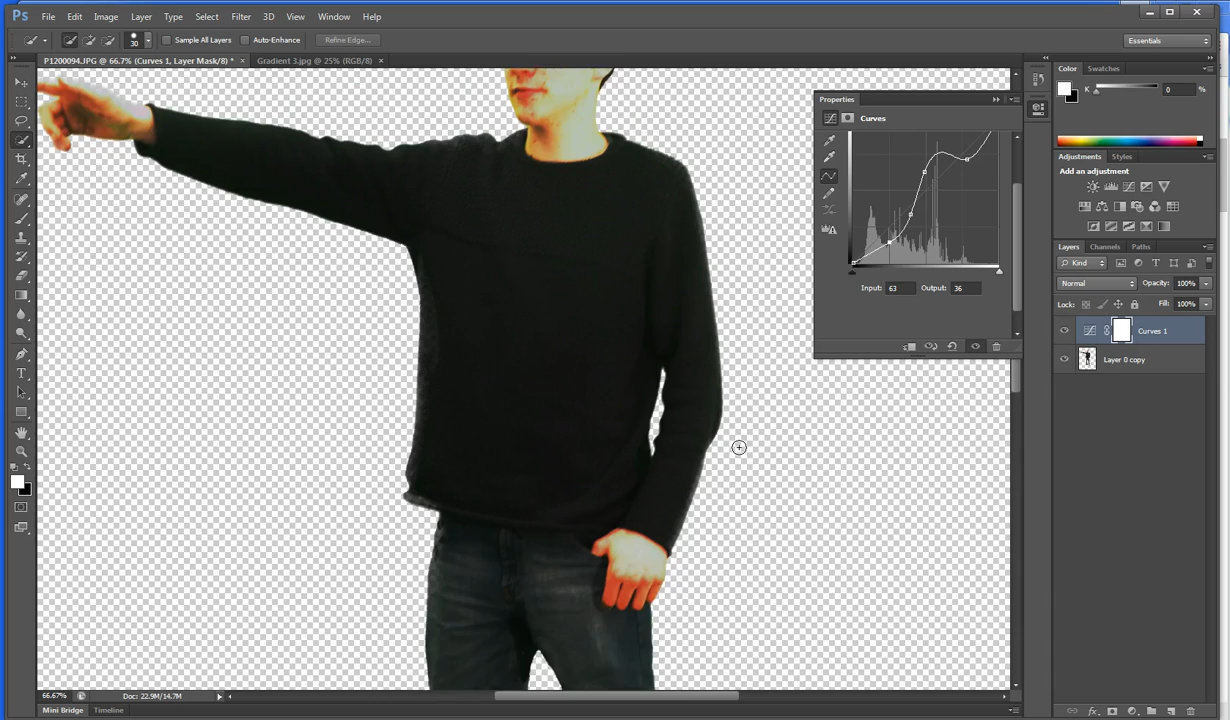 Ps File Edit Image Layer Type Select Filter 3D View Window Help
30 Sample All Layers Auto-Enhance Refine Edge... Essentials
P1200094.JPG @ 66.7% (Curves 1, Layer Mask/8) * × Gradient 3.jpg @ 25% (RGB/8) ×
Color Swatches
K 0 %
Properties
Curves
Input: 63 Output: 36
Adjustments Styles
Add an adjustment
Layers Channels Paths
Kind
Normal Opacity: 100%
Lock: Fill: 100%
Curves 1
Layer 0 copy
66.67% Doc: 22.9M/14.7M
Mini Bridge Timeline